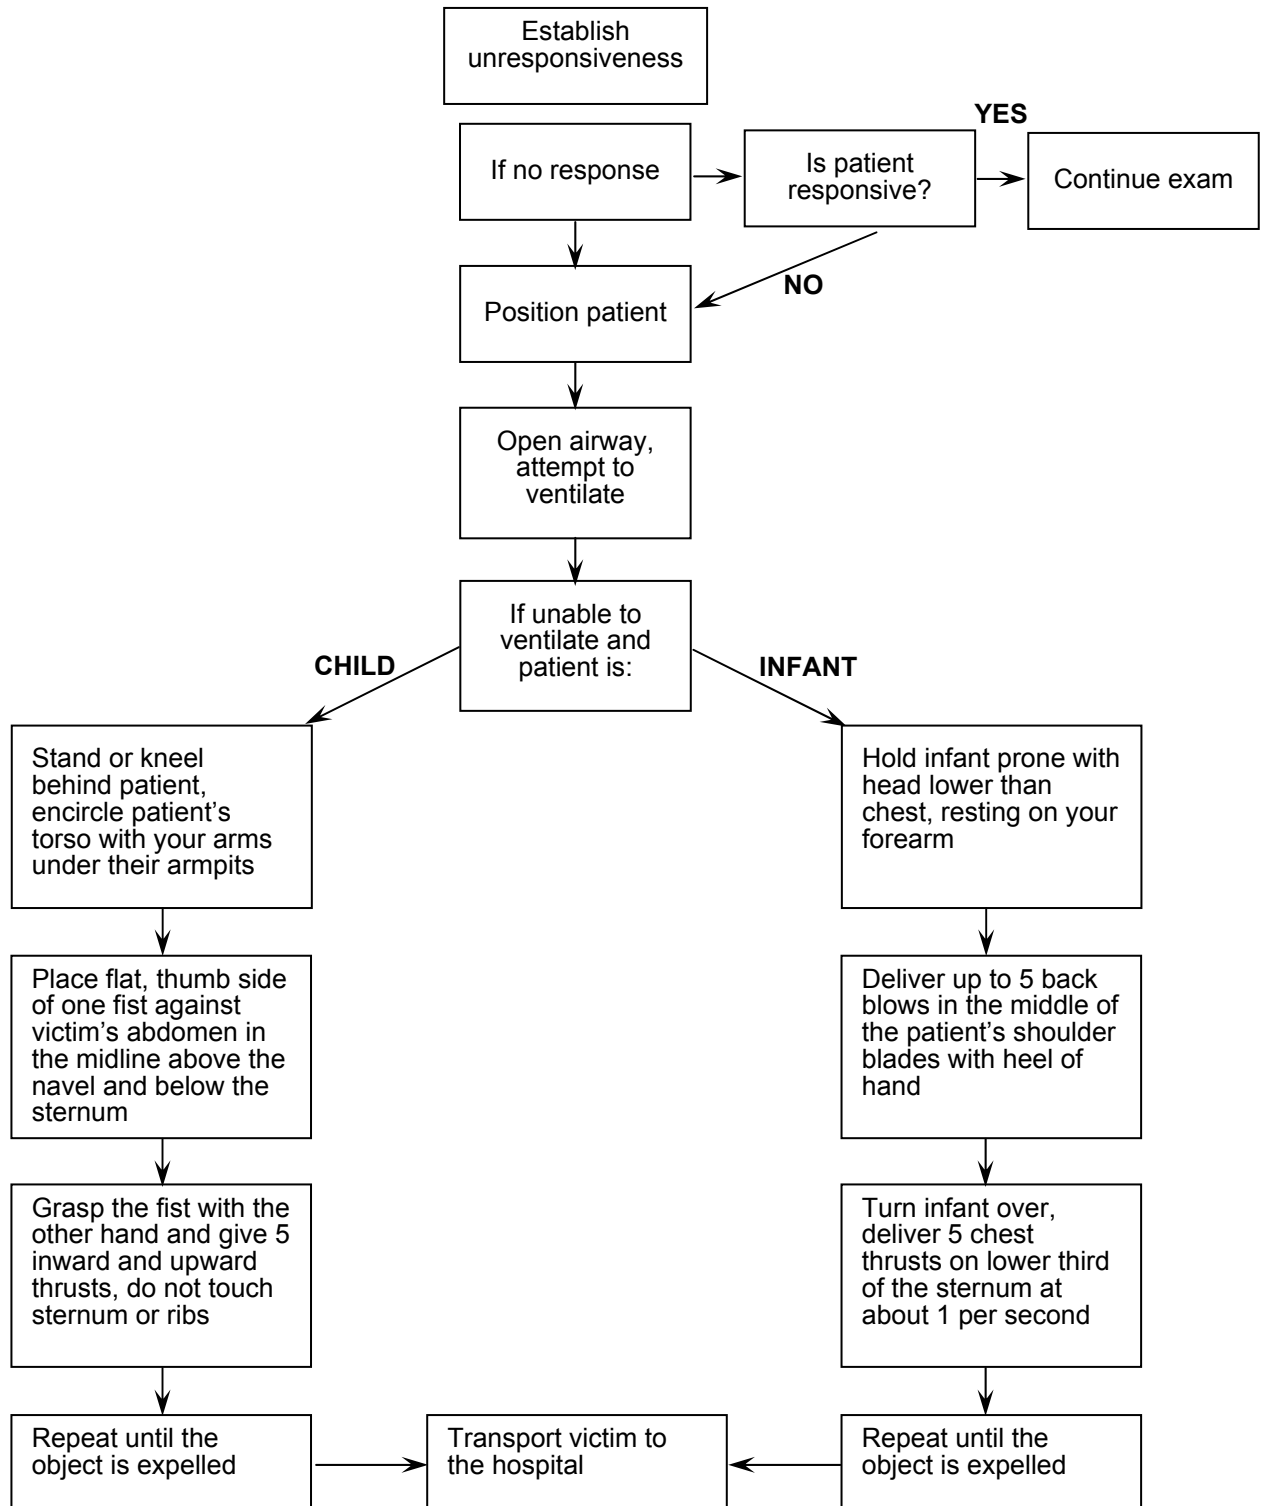 Establish
unresponsiveness
If no response
Is patient
responsive?
YES
Continue exam
NO
Position patient
Open airway,
attempt to
ventilate
If unable to
ventilate and
patient is:
CHILD
INFANT
Stand or kneel
behind patient,
encircle patient’s
torso with your arms
under their armpits
Hold infant prone with
head lower than
chest, resting on your
forearm
Place flat, thumb side
of one fist against
victim’s abdomen in
the midline above the
navel and below the
sternum
Deliver up to 5 back
blows in the middle of
the patient’s shoulder
blades with heel of
hand
Grasp the fist with the
other hand and give 5
inward and upward
thrusts, do not touch
sternum or ribs
Turn infant over,
deliver 5 chest
thrusts on lower third
of the sternum at
about 1 per second
Repeat until the
object is expelled
Transport victim to
the hospital
Repeat until the
object is expelled